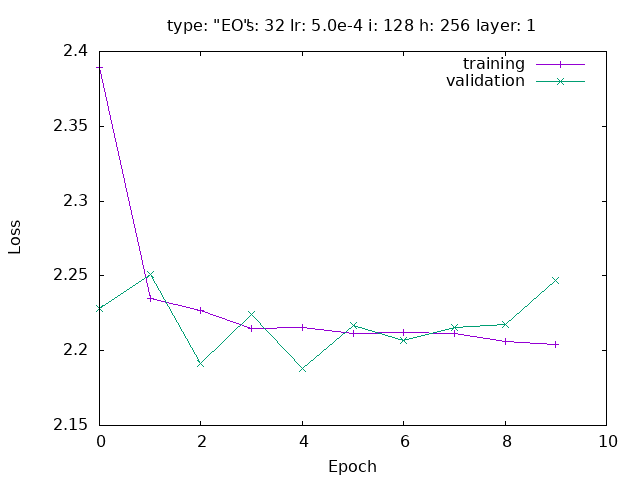 type: "EO's: 32 lr: 5.0e-4 i: 128 h: 256 layer: 1
training
validation
2.4
2.35
2.3
2.25
2.2
2.15
Loss
0 2 4 6 8 10
Epoch